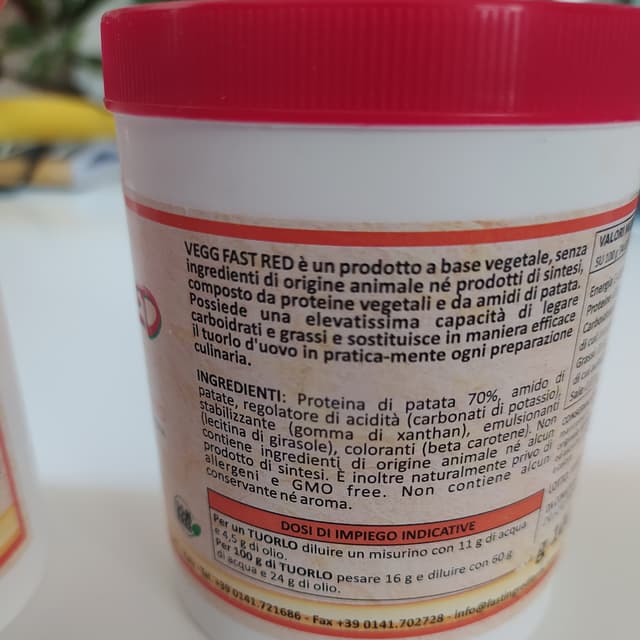 VEGG FAST RED è un prodotto a base vegetale, senza
ingredienti di origine animale né prodotti di sintesi,
composto da proteine vegetali e da amidi di patata.
Possiede una elevatissima capacità di legare
carboidrati e grassi e sostituisce in maniera efficace
il tuorlo d'uovo in pratica-mente ogni preparazione
culinaria.
INGREDIENTI: Proteina di patata 70%, amido di
patate, regolatore di acidità (carbonati di potassio),
stabilizzante (gomma di xanthan), emulsionanti
(lecitina di girasole), coloranti (beta carotene). Non
contiene ingredienti di origine animale né alcun
prodotto di sintesi. È inoltre naturalmente privo di
allergeni e GMO free. Non contiene alcun
conservante né aroma.
DOSI DI IMPIEGO INDICATIVE
Per un TUORLO diluire un misurino con 11 g di acqua
e 4,5 g di olio.
Per 100 g di TUORLO pesare 16 g e diluire con 60 g
di acqua e 24 g di olio.
Tel +39 0141.721686 - Fax +39 0141.702728 -
VALORI
SU 100 g
Energia
Proteine
di cui